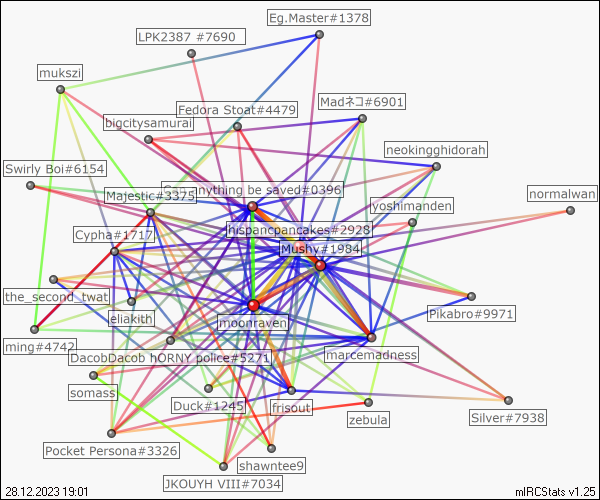 Eg.Master#1378
LPK2387 #7690
mukszi
Madネコ#6901
Fedora Stoat#4479
bigcitysamurai
neokingghidorah
Swirly Boi#6154
anything be saved#0396
Majestic#3375
normalwan
yoshimanden
hispancpancakes#2928
Cypha#1717
Mushy#1984
the_second_twat
eliakith
Pikabro#9971
moonraven
ming#4742
DacobDacob hORNY police#5271
marcemadness
somass
Duck#1245
frisout
zebula
Silver#7938
Pocket Persona#3326
shawntee9
JKOUYH VIII#7034
28.12.2023 19:01
mIRCStats v1.25